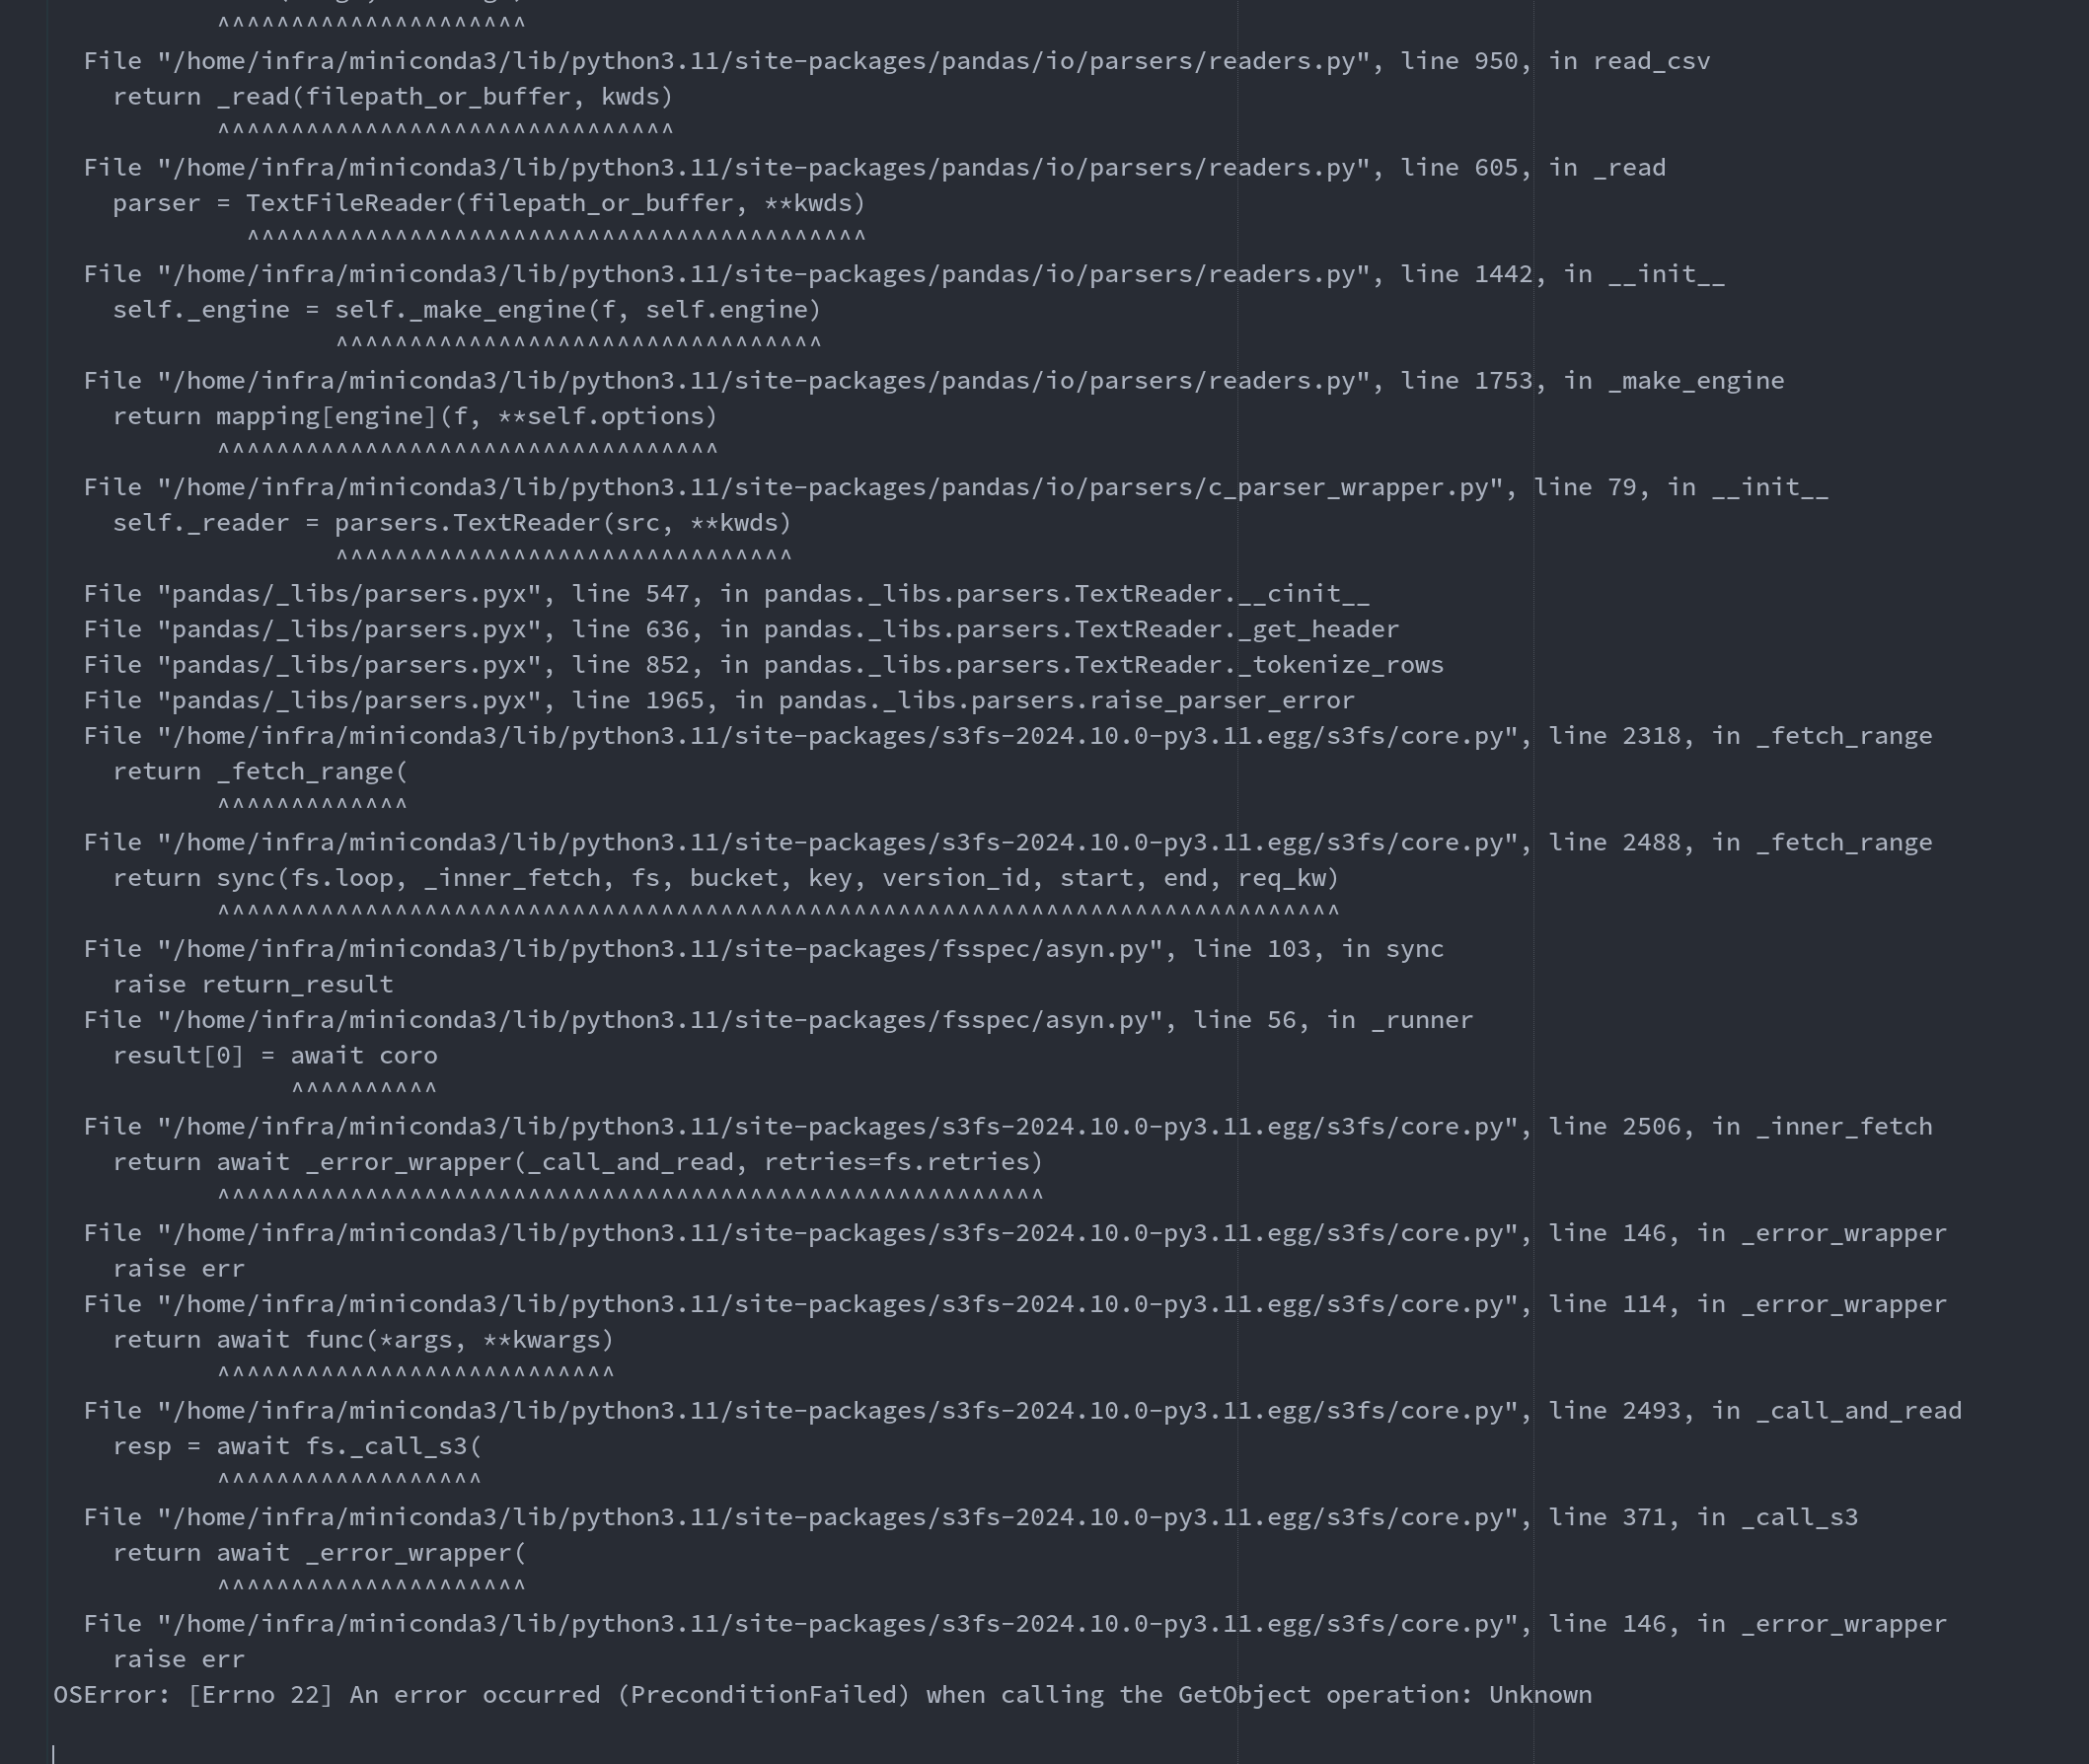 ^^^^^^^^^^^^^^^^^^^^^
  File "/home/infra/miniconda3/lib/python3.11/site-packages/pandas/io/parsers/readers.py", line 950, in read_csv
    return _read(filepath_or_buffer, kwds)
           ^^^^^^^^^^^^^^^^^^^^^^^^^^^^^^^
  File "/home/infra/miniconda3/lib/python3.11/site-packages/pandas/io/parsers/readers.py", line 605, in _read
    parser = TextFileReader(filepath_or_buffer, **kwds)
             ^^^^^^^^^^^^^^^^^^^^^^^^^^^^^^^^^^^^^^^^^^
  File "/home/infra/miniconda3/lib/python3.11/site-packages/pandas/io/parsers/readers.py", line 1442, in __init__
    self._engine = self._make_engine(f, self.engine)
                   ^^^^^^^^^^^^^^^^^^^^^^^^^^^^^^^^^
  File "/home/infra/miniconda3/lib/python3.11/site-packages/pandas/io/parsers/readers.py", line 1753, in _make_engine
    return mapping[engine](f, **self.options)
           ^^^^^^^^^^^^^^^^^^^^^^^^^^^^^^^^^^
  File "/home/infra/miniconda3/lib/python3.11/site-packages/pandas/io/parsers/c_parser_wrapper.py", line 79, in __init__
    self._reader = parsers.TextReader(src, **kwds)
                   ^^^^^^^^^^^^^^^^^^^^^^^^^^^^^^^
  File "pandas/_libs/parsers.pyx", line 547, in pandas._libs.parsers.TextReader.__cinit__
  File "pandas/_libs/parsers.pyx", line 636, in pandas._libs.parsers.TextReader._get_header
  File "pandas/_libs/parsers.pyx", line 852, in pandas._libs.parsers.TextReader._tokenize_rows
  File "pandas/_libs/parsers.pyx", line 1965, in pandas._libs.parsers.raise_parser_error
  File "/home/infra/miniconda3/lib/python3.11/site-packages/s3fs-2024.10.0-py3.11.egg/s3fs/core.py", line 2318, in _fetch_range
    return _fetch_range(
           ^^^^^^^^^^^^^
  File "/home/infra/miniconda3/lib/python3.11/site-packages/s3fs-2024.10.0-py3.11.egg/s3fs/core.py", line 2488, in _fetch_range
    return sync(fs.loop, _inner_fetch, fs, bucket, key, version_id, start, end, req_kw)
           ^^^^^^^^^^^^^^^^^^^^^^^^^^^^^^^^^^^^^^^^^^^^^^^^^^^^^^^^^^^^^^^^^^^^^^^^^^^^
  File "/home/infra/miniconda3/lib/python3.11/site-packages/fsspec/asyn.py", line 103, in sync
    raise return_result
  File "/home/infra/miniconda3/lib/python3.11/site-packages/fsspec/asyn.py", line 56, in _runner
    result[0] = await coro
                ^^^^^^^^^^
  File "/home/infra/miniconda3/lib/python3.11/site-packages/s3fs-2024.10.0-py3.11.egg/s3fs/core.py", line 2506, in _inner_fetch
    return await _error_wrapper(_call_and_read, retries=fs.retries)
           ^^^^^^^^^^^^^^^^^^^^^^^^^^^^^^^^^^^^^^^^^^^^^^^^^^^^^^^^
  File "/home/infra/miniconda3/lib/python3.11/site-packages/s3fs-2024.10.0-py3.11.egg/s3fs/core.py", line 146, in _error_wrapper
    raise err
  File "/home/infra/miniconda3/lib/python3.11/site-packages/s3fs-2024.10.0-py3.11.egg/s3fs/core.py", line 114, in _error_wrapper
    return await func(*args, **kwargs)
           ^^^^^^^^^^^^^^^^^^^^^^^^^^^
  File "/home/infra/miniconda3/lib/python3.11/site-packages/s3fs-2024.10.0-py3.11.egg/s3fs/core.py", line 2493, in _call_and_read
    resp = await fs._call_s3(
           ^^^^^^^^^^^^^^^^^^
  File "/home/infra/miniconda3/lib/python3.11/site-packages/s3fs-2024.10.0-py3.11.egg/s3fs/core.py", line 371, in _call_s3
    return await _error_wrapper(
           ^^^^^^^^^^^^^^^^^^^^^
  File "/home/infra/miniconda3/lib/python3.11/site-packages/s3fs-2024.10.0-py3.11.egg/s3fs/core.py", line 146, in _error_wrapper
    raise err
OSError: [Errno 22] An error occurred (PreconditionFailed) when calling the GetObject operation: Unknown